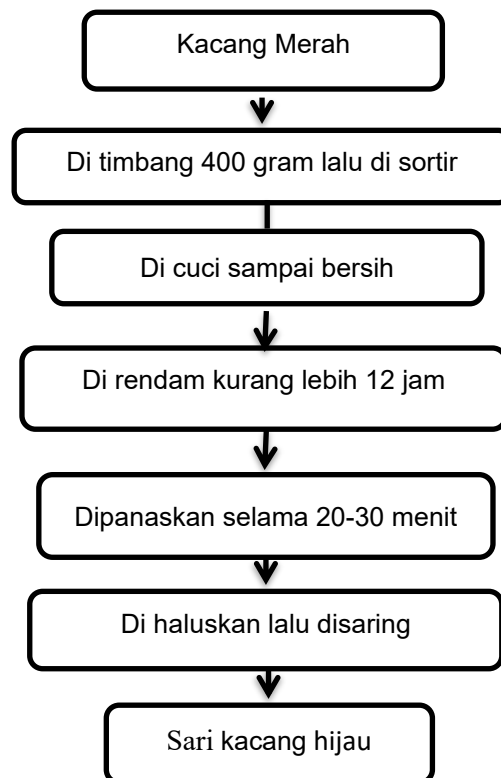 Kacang Merah
Di timbang 400 gram lalu di sortir
Di cuci sampai bersih
Di rendam kurang lebih 12 jam
Dipanaskan selama 20-30 menit
Di haluskan lalu disaring
Sari kacang hijau